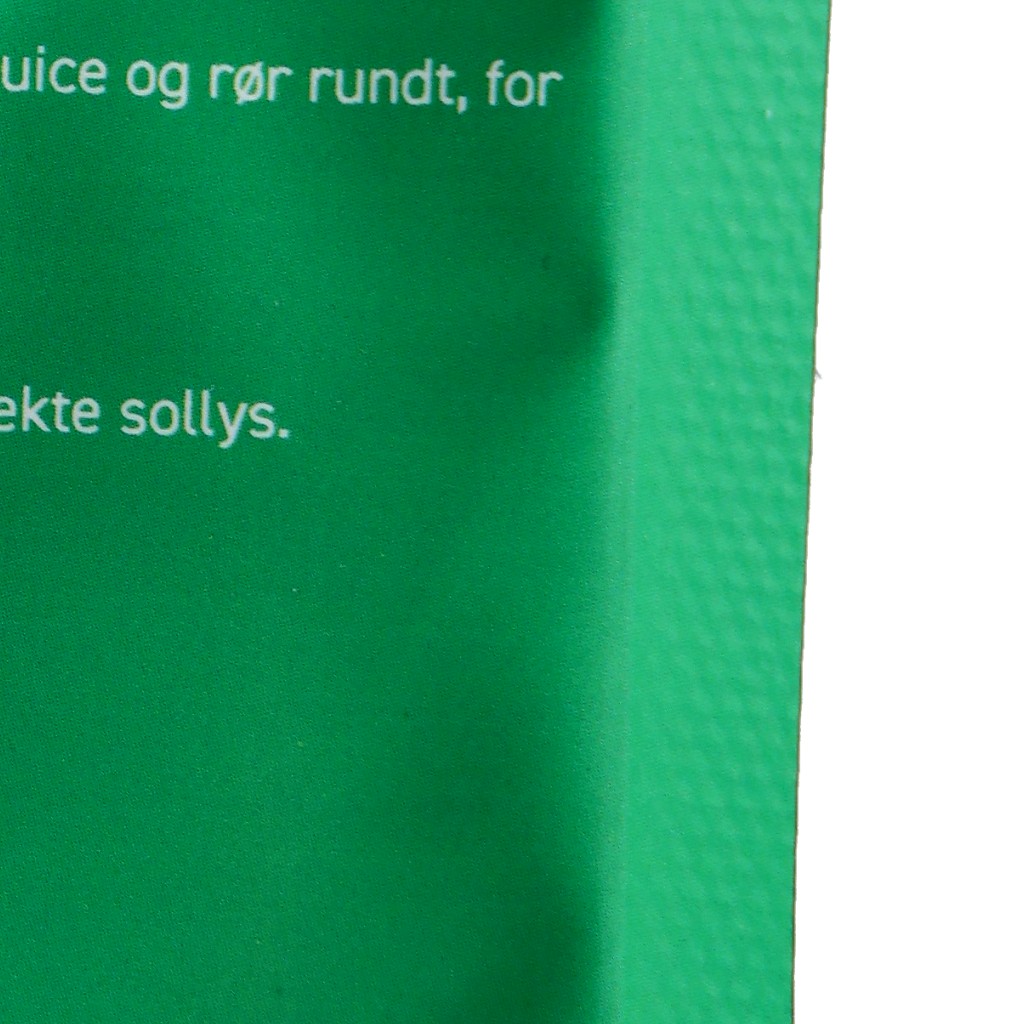 uice og rør rundt, for
ekte sollys.